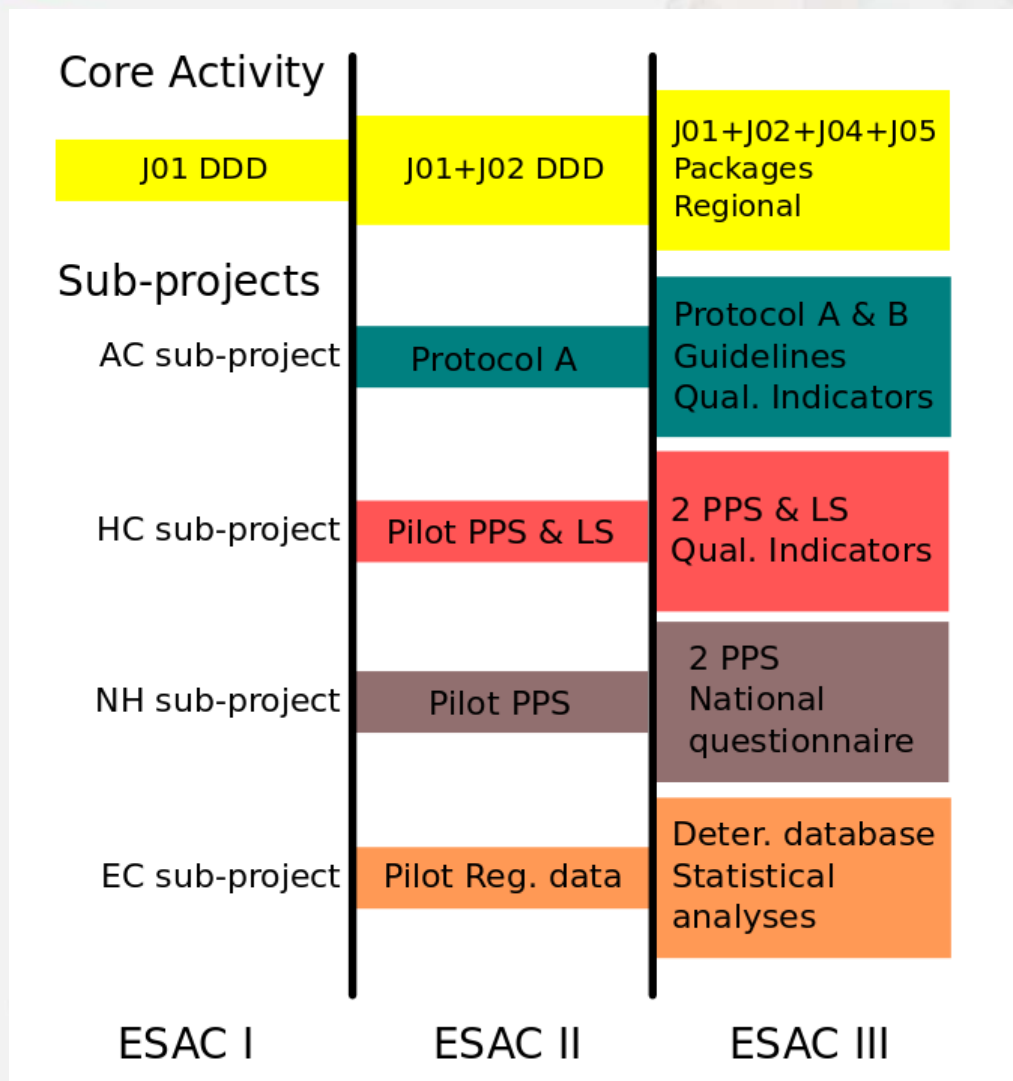 Core Activity
J01 DDD
J01+J02 DDD
J01+J02+J04+J05
Packages
Regional
Sub-projects
AC sub-project
Protocol A
Protocol A & B
Guidelines
Qual. Indicators
HC sub-project
Pilot PPS & LS
2 PPS & LS
Qual. Indicators
NH sub-project
Pilot PPS
2 PPS
National
questionnaire
EC sub-project
Pilot Reg. data
Deter. database
Statistical
analyses
ESAC I
ESAC II
ESAC III